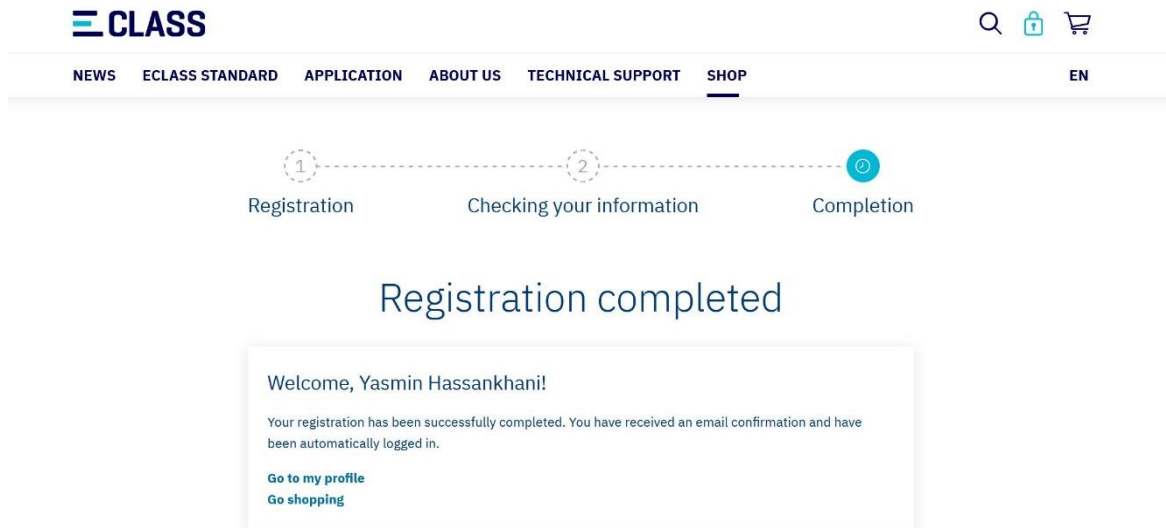 ECLASS
NEWS ECLASS STANDARD APPLICATION ABOUT US TECHNICAL SUPPORT SHOP EN
1 2
Registration Checking your information Completion
Registration completed
Welcome, Yasmin Hassankhani!
Your registration has been successfully completed. You have received an email confirmation and have
been automatically logged in.
Go to my profile
Go shopping